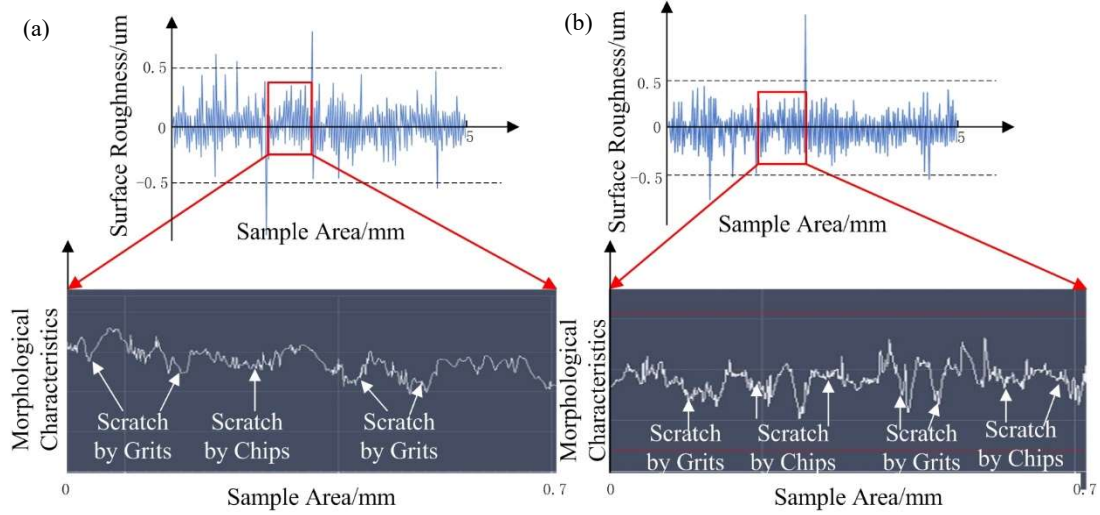 (a)
Surface Roughness/um
0.5
0
-0.5
5
Sample Area/mm
Morphological
Characteristics
Scratch
by Grits
Scratch
by Chips
Scratch
by Grits
0
Sample Area/mm
0.7
(b)
Surface Roughness/um
0.5
0
-0.5
5
Sample Area/mm
Morphological
Characteristics
Scratch
by Grits
Scratch
by Chips
Scratch
by Grits
Scratch
by Chips
0
Sample Area/mm
0.7